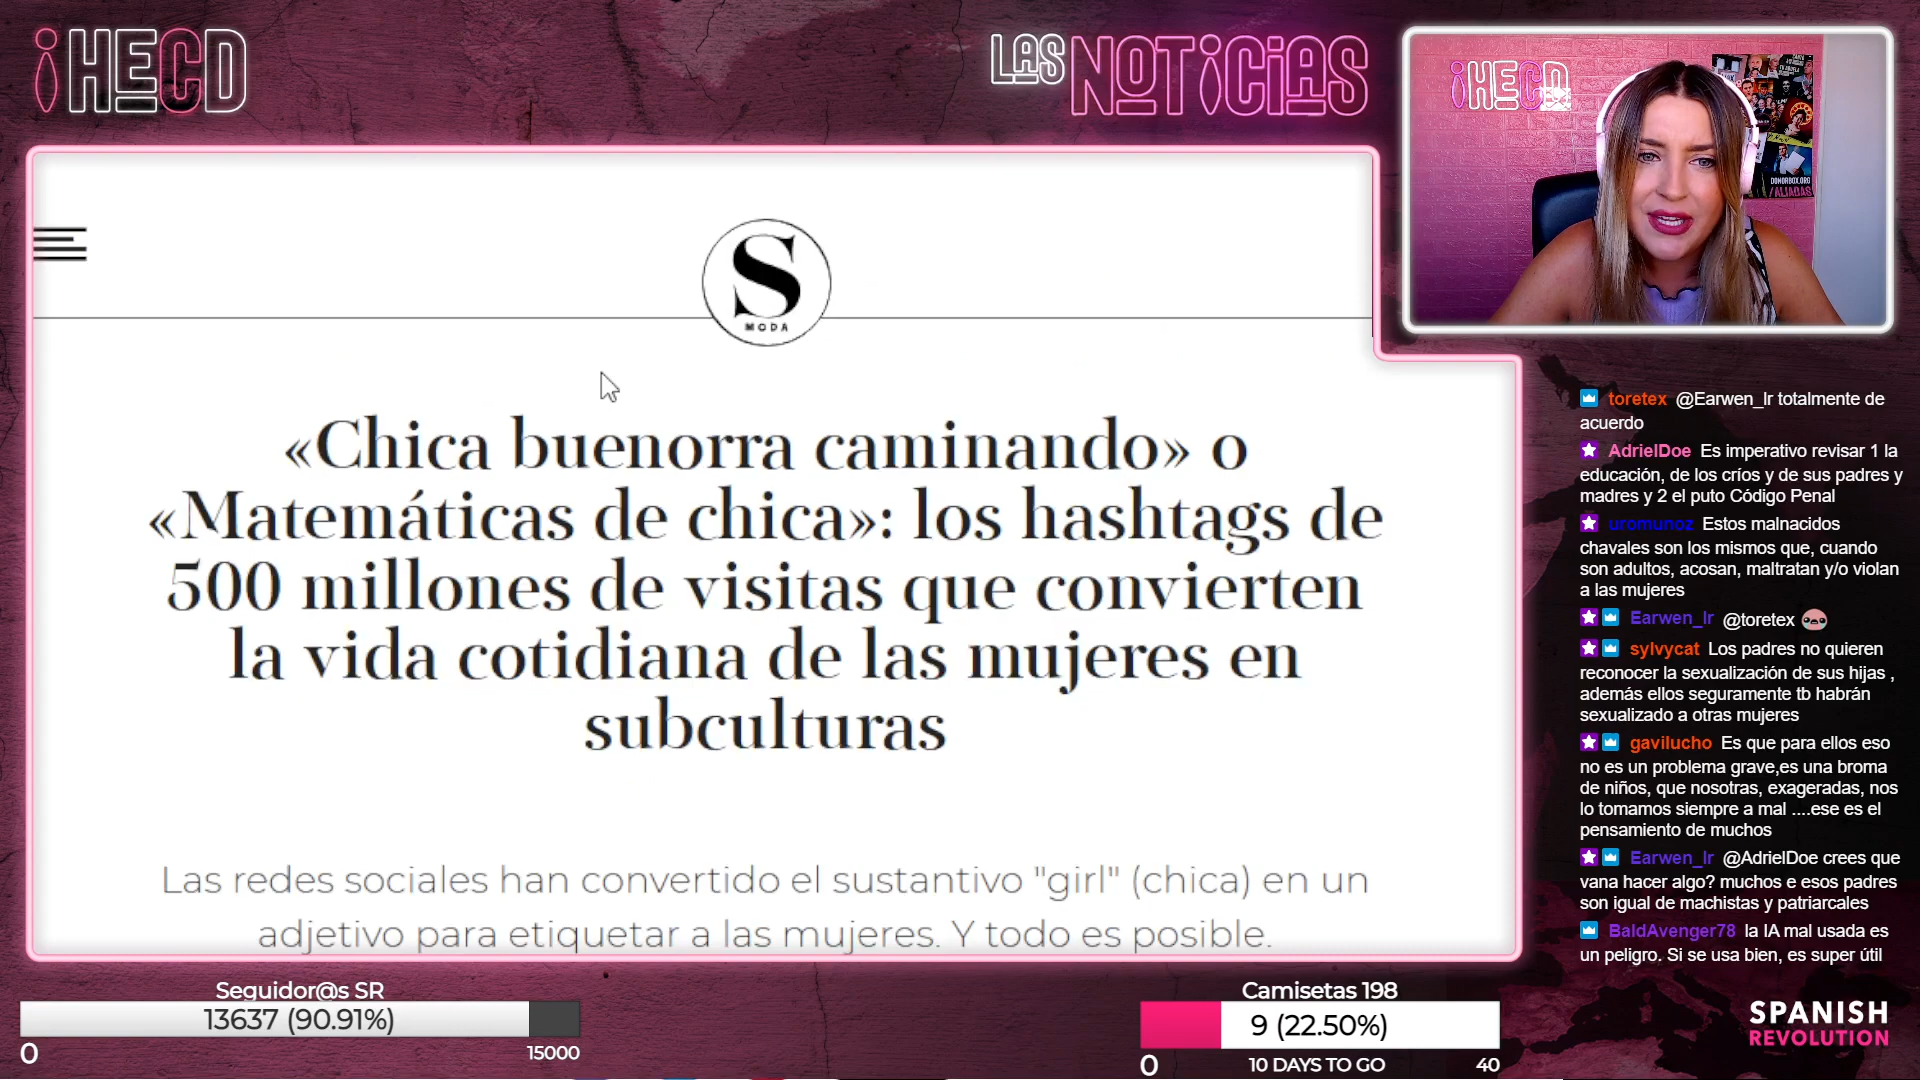 ¡HECD
LAS NOTICIAS
¡HECD
DONORBOX.ORG
/ALIADAS
S
MODA
«Chica buenorra caminando» o
«Matemáticas de chica»: los hashtags de
500 millones de visitas que convierten
la vida cotidiana de las mujeres en
subculturas
Las redes sociales han convertido el sustantivo "girl" (chica) en un
adjetivo para etiquetar a las mujeres. Y todo es posible.
toretex @Earwen_lr totalmente de
acuerdo
AdrielDoe Es imperativo revisar 1 la
educación, de los críos y de sus padres y
madres y 2 el puto Código Penal
uromunoz Estos malnacidos
chavales son los mismos que, cuando
son adultos, acosan, maltratan y/o violan
a las mujeres
Earwen_lr @toretex
sylvycat Los padres no quieren
reconocer la sexualización de sus hijas ,
además ellos seguramente tb habrán
sexualizado a otras mujeres
gavilucho Es que para ellos eso
no es un problema grave,es una broma
de niños, que nosotras, exageradas, nos
lo tomamos siempre a mal ....ese es el
pensamiento de muchos
Earwen_lr @AdrielDoe crees que
vana hacer algo? muchos e esos padres
son igual de machistas y patriarcales
BaldAvenger78 la IA mal usada es
un peligro. Si se usa bien, es super útil
Seguidor@s SR
13637 (90.91%)
0
15000
Camisetas 198
9 (22.50%)
0
10 DAYS TO GO
40
SPANISH
REVOLUTION